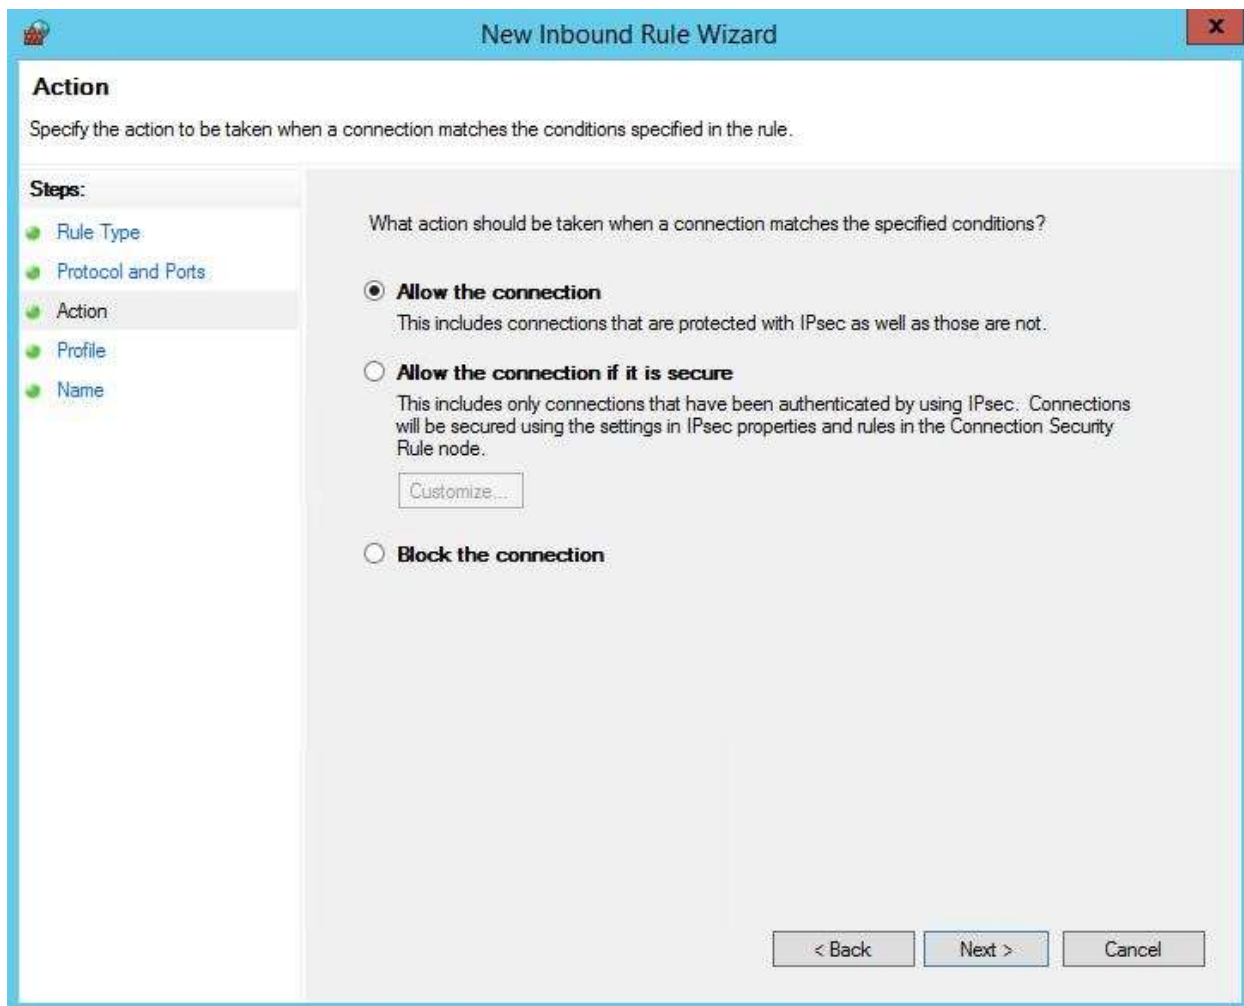 New Inbound Rule Wizard
x
Action
Specify the action to be taken when a connection matches the conditions specified in the rule.
Steps:
Rule Type
Protocol and Ports
Action
Profile
Name
What action should be taken when a connection matches the specified conditions?
Allow the connection
This includes connections that are protected with IPsec as well as those are not.
Allow the connection if it is secure
This includes only connections that have been authenticated by using IPsec. Connections
will be secured using the settings in IPsec properties and rules in the Connection Security
Rule node.
Customize...
Block the connection
< Back
Next >
Cancel